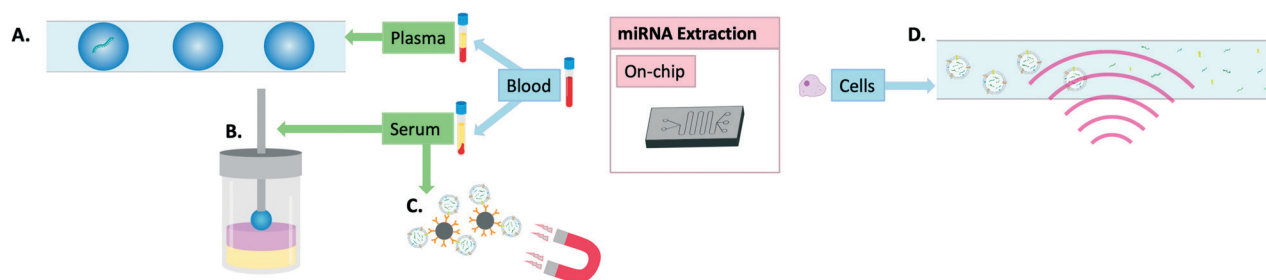 A.
Plasma
Blood
B.
Serum
C.
miRNA Extraction
On-chip
D.
Cells